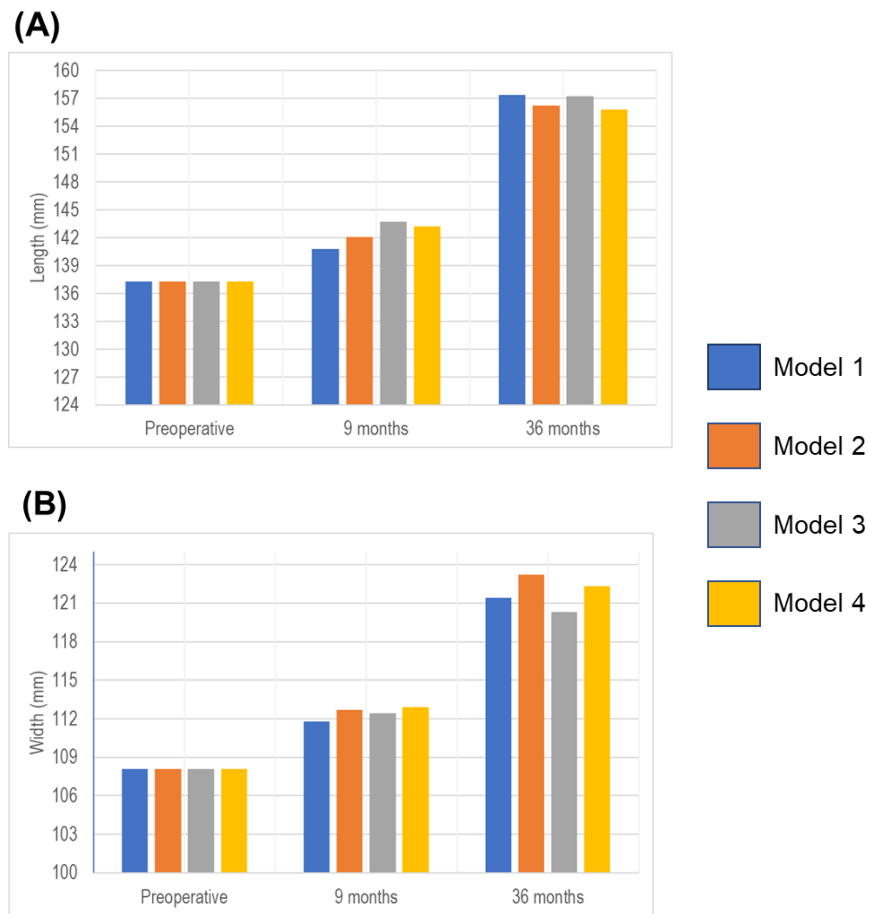 (A)
160
157
154
151
148
145
142
139
136
133
130
127
124
Length (mm)
Preoperative 9 months 36 months
Model 1
Model 2
Model 3
Model 4
(B)
124
121
118
115
112
109
106
103
100
Width (mm)
Preoperative 9 months 36 months